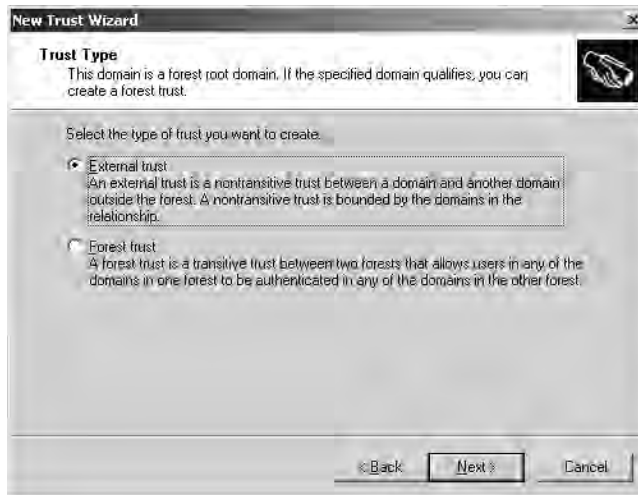 New Trust Wizard
Trust Type
This domain is a forest root domain. If the specified domain qualifies, you can
create a forest trust.
Select the type of trust you want to create.
External trust
An external trust is a nontransitive trust between a domain and another domain
outside the forest. A nontransitive trust is bounded by the domains in the
relationship.
Forest trust
A forest trust is a transitive trust between two forests that allows users in any of the
domains in one forest to be authenticated in any of the domains in the other forest.
< Back Next > Cancel